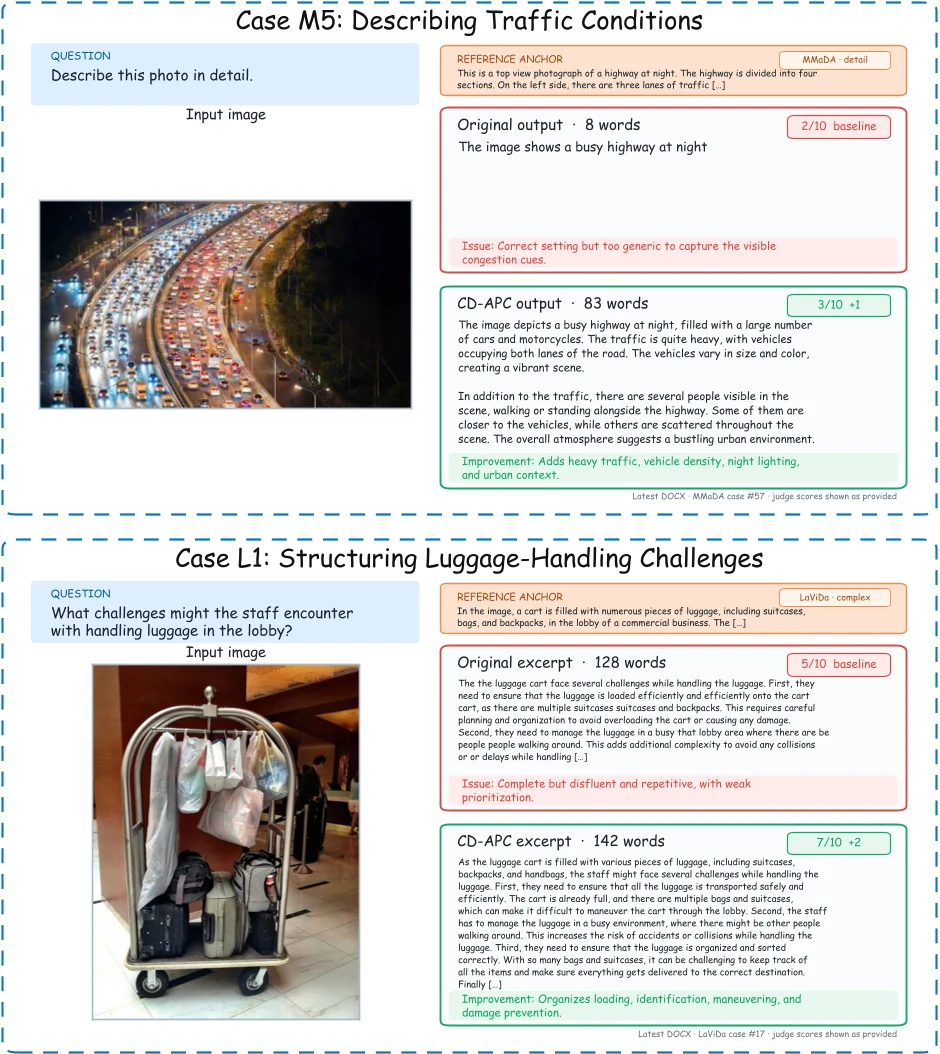 Case M5: Describing Traffic Conditions
QUESTION
Describe this photo in detail.
Input image
REFERENCE ANCHOR
MMaDA · detail
This is a top view photograph of a highway at night. The highway is divided into four
sections. On the left side, there are three lanes of traffic [...]
Original output · 8 words
2/10 baseline
The image shows a busy highway at night
Issue: Correct setting but too generic to capture the visible
congestion cues.
CD-APC output · 83 words
3/10 +1
The image depicts a busy highway at night, filled with a large number
of cars and motorcycles. The traffic is quite heavy, with vehicles
occupying both lanes of the road. The vehicles vary in size and color,
creating a vibrant scene.
In addition to the traffic, there are several people visible in the
scene, walking or standing alongside the highway. Some of them are
closer to the vehicles, while others are scattered throughout the
scene. The overall atmosphere suggests a bustling urban environment.
Improvement: Adds heavy traffic, vehicle density, night lighting,
and urban context.
Latest DOCX · MMaDA case #57 · judge scores shown as provided
Case L1: Structuring Luggage-Handling Challenges
QUESTION
What challenges might the staff encounter
with handling luggage in the lobby?
Input image
REFERENCE ANCHOR
LaViDa · complex
In the image, a cart is filled with numerous pieces of luggage, including suitcases,
bags, and backpacks, in the lobby of a commercial business. The [...]
Original excerpt · 128 words
5/10 baseline
The the luggage cart face several challenges while handling the luggage. First, they
need to ensure that the luggage is loaded efficiently and efficiently onto the cart
cart, as there are multiple suitcases suitcases and backpacks. This requires careful
planning and organization to avoid overloading the cart or causing any damage.
Second, they need to manage the luggage in a busy that lobby area where there are be
people people walking around. This adds additional complexity to avoid any collisions
or or delays while handling [...]
Issue: Complete but disfluent and repetitive, with weak
prioritization.
CD-APC excerpt · 142 words
7/10 +2
As the luggage cart is filled with various pieces of luggage, including suitcases,
backpacks, and handbags, the staff might face several challenges while handling the
luggage. First, they need to ensure that all the luggage is transported safely and
efficiently. The cart is already full, and there are multiple bags and suitcases,
which can make it difficult to maneuver the cart through the lobby. Second, the staff
has to manage the luggage in a busy environment, where there might be other people
walking around. This increases the risk of accidents or collisions while handling the
luggage. Third, they need to ensure that the luggage is organized and sorted
correctly. With so many bags and suitcases, it can be challenging to keep track of
all the items and make sure everything gets delivered to the correct destination.
Finally [...]
Improvement: Organizes loading, identification, maneuvering, and
damage prevention.
Latest DOCX · LaViDa case #17 · judge scores shown as provided